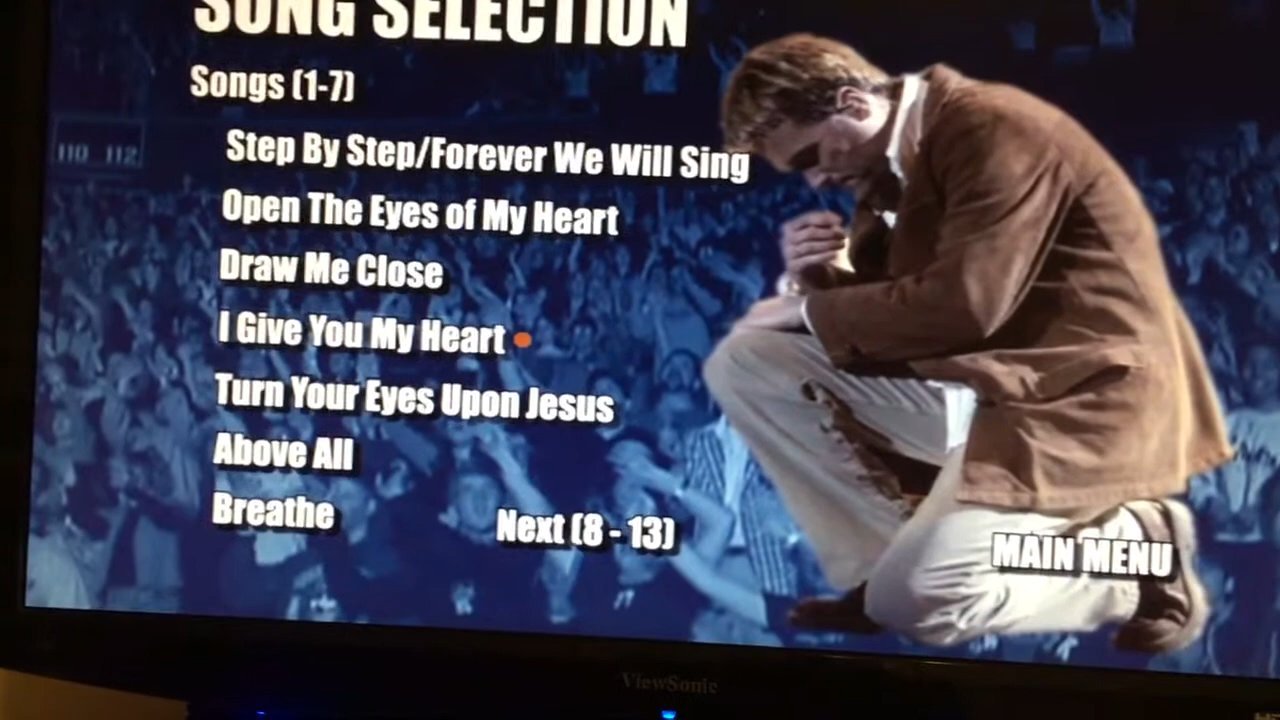 SONG SELECTION
Songs (1-7)
110 112
Step By Step/Forever We Will Sing
Open The Eyes of My Heart
Draw Me Close
I Give You My Heart
Turn Your Eyes Upon Jesus
Above All
Breathe
Next (8 - 13)
MAIN MENU
ViewSonic